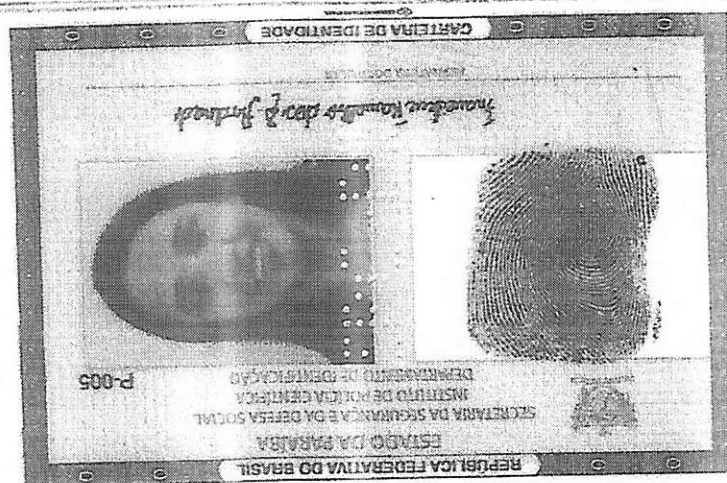 REPÚBLICA FEDERATIVA DO BRASIL
ESTADO DA PARAÍBA
SECRETARIA DA SEGURANÇA E DA DEFESA SOCIAL
INSTITUTO DE POLÍCIA CIENTÍFICA
DEPARTAMENTO DE IDENTIFICAÇÃO
P-005
ASSINATURA DO TITULAR
CARTEIRA DE IDENTIDADE